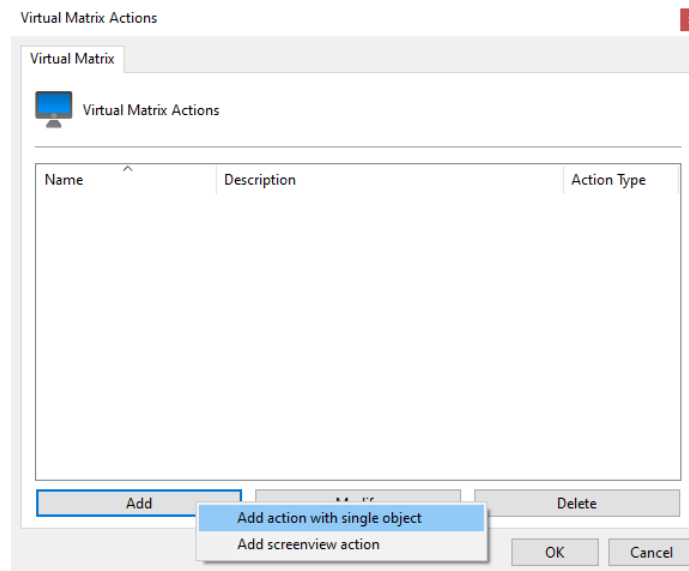 Virtual Matrix Actions
Virtual Matrix
Virtual Matrix Actions
Name Description Action Type
Add Delete
Add action with single object
Add screenview action
OK Cancel